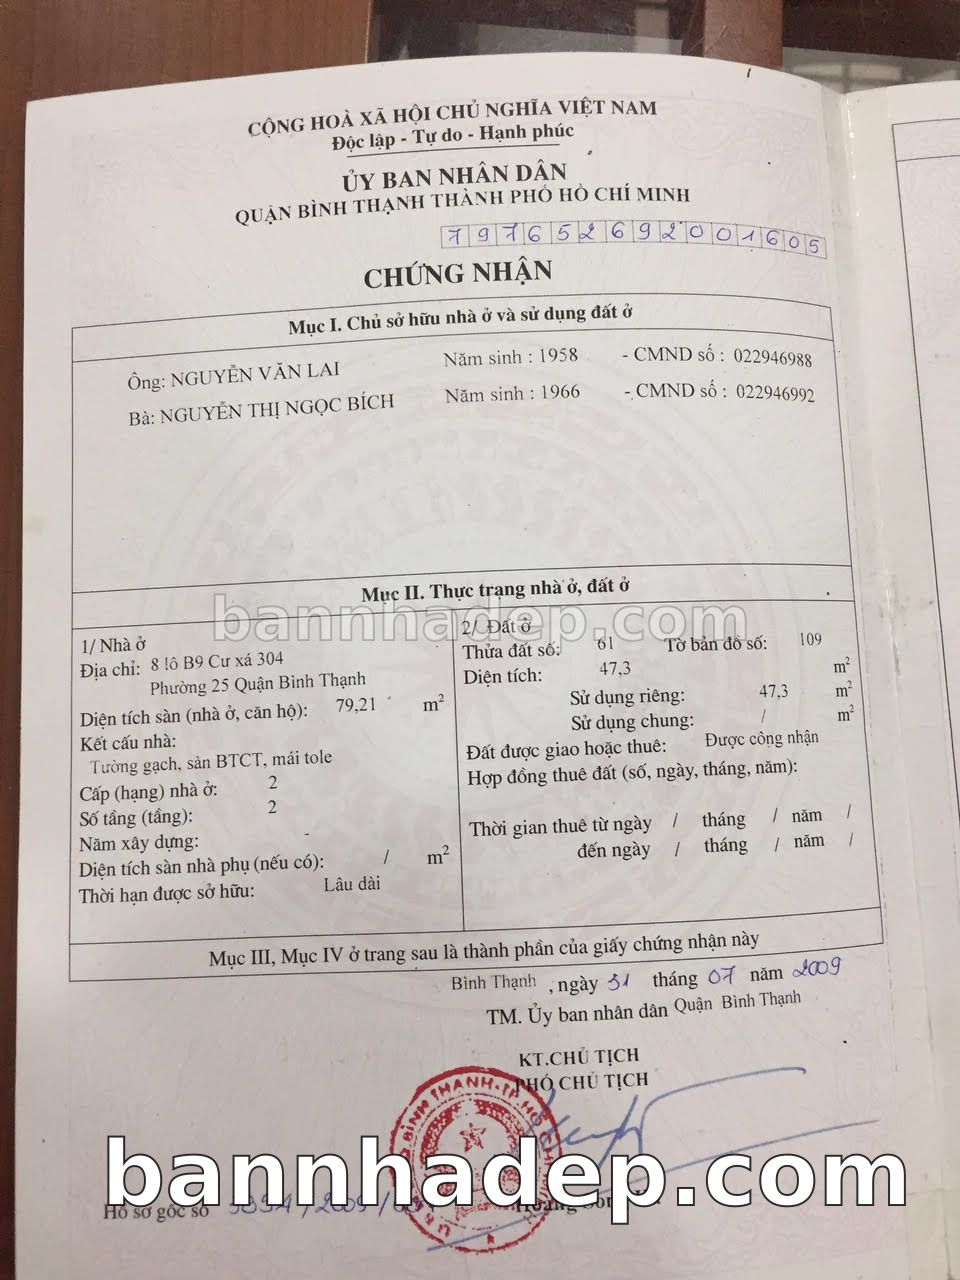 CỘNG HOÀ XÃ HỘI CHỦ NGHĨA VIỆT NAM
Độc lập - Tự do - Hạnh phúc
ỦY BAN NHÂN DÂN
QUẬN BÌNH THẠNH THÀNH PHỐ HỒ CHÍ MINH
797652692001605
CHỨNG NHẬN
Mục I. Chủ sở hữu nhà ở và sử dụng đất ở
Ông: NGUYỄN VĂN LAI Năm sinh : 1958 - CMND số : 022946988
Bà: NGUYỄN THỊ NGỌC BÍCH Năm sinh : 1966 - CMND số : 022946992
Mục II. Thực trạng nhà ở, đất ở
bannhadep.com
1/ Nhà ở
Địa chỉ: 8 lô B9 Cư xá 304
Phường 25 Quận Bình Thạnh
Diện tích sàn (nhà ở, căn hộ): 79,21 m²
Kết cấu nhà:
Tường gạch, sàn BTCT, mái tole
Cấp (hạng) nhà ở: 2
Số tầng (tầng): 2
Năm xây dựng:
Diện tích sàn nhà phụ (nếu có): / m²
Thời hạn được sở hữu: Lâu dài
2/ Đất ở
Thửa đất số: 61 Tờ bản đồ số: 109
Diện tích: 47,3 m²
Sử dụng riêng: 47,3 m²
Sử dụng chung: / m²
Đất được giao hoặc thuê: Được công nhận
Hợp đồng thuê đất (số, ngày, tháng, năm):
Thời gian thuê từ ngày / tháng / năm /
đến ngày / tháng / năm /
Mục III, Mục IV ở trang sau là thành phần của giấy chứng nhận này
Bình Thạnh , ngày 31 tháng 07 năm 2009
TM. Ủy ban nhân dân Quận Bình Thạnh
KT.CHỦ TỊCH
PHÓ CHỦ TỊCH
bannhadep.com
Hồ sơ gốc số